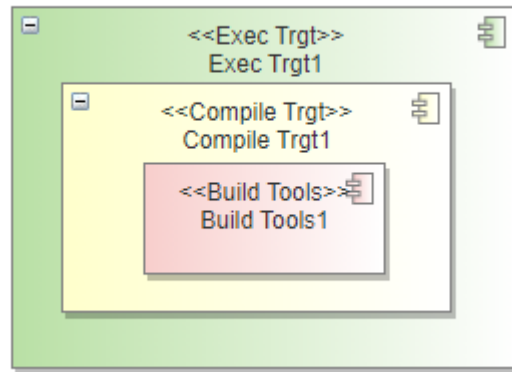 <<Exec Trgt>>
Exec Trgt1
<<Compile Trgt>>
Compile Trgt1
<<Build Tools>>
Build Tools1